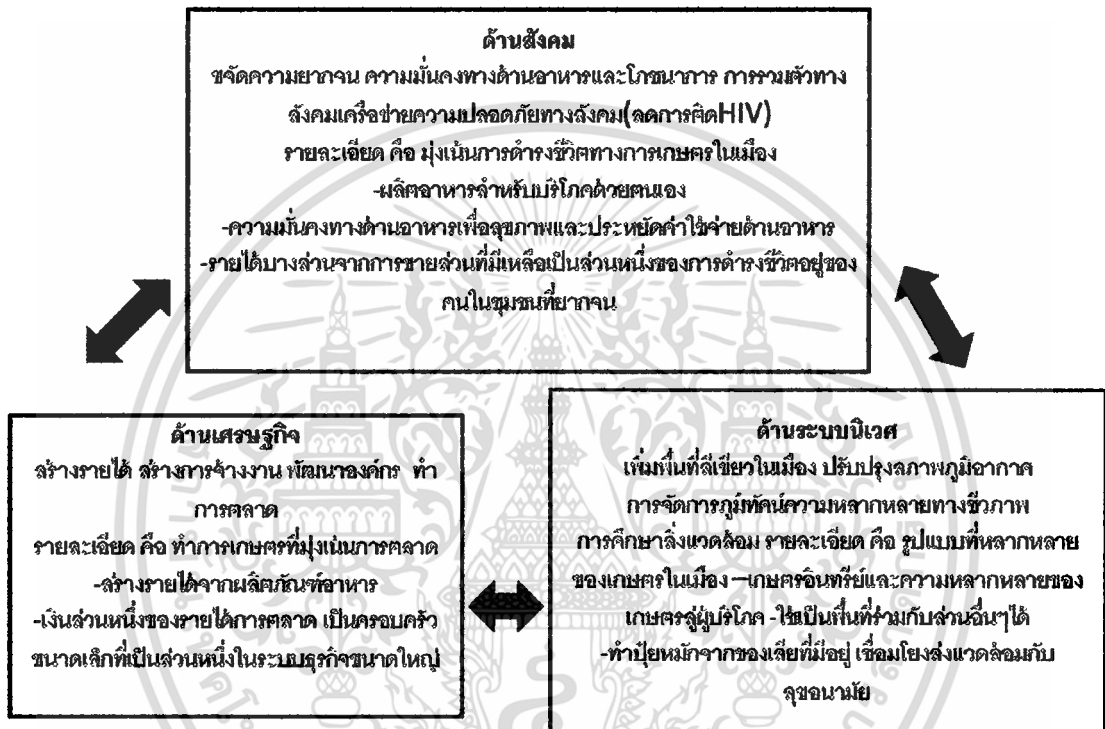 ด้านสังคม
ขจัดความยากจน ความมั่นคงทางด้านอาหารและโภชนาการ การรวมตัวทาง
สังคมเครือข่ายความปลอดภัยทางสังคม(ลดการติดHIV)
รายละเอียด คือ มุ่งเน้นการดำรงชีวิตทางการเกษตรในเมือง
-ผลิตอาหารสำหรับบริโภคด้วยตนเอง
-ความมั่นคงทางด้านอาหารเพื่อสุขภาพและประหยัดค่าใช้จ่ายด้านอาหาร
-รายได้บางส่วนจากการขายส่วนที่มีเหลือเป็นส่วนหนึ่งของการดำรงชีวิตอยู่ของ
คนในชุมชนที่ยากจน
ด้านเศรษฐกิจ
สร้างรายได้ สร้างการจ้างงาน พัฒนาองค์กร ทำ
การตลาด
รายละเอียด คือ ทำการเกษตรที่มุ่งเน้นการตลาด
-สร้างรายได้จากผลิตภัณฑ์อาหาร
-เงินส่วนหนึ่งของรายได้การตลาด เป็นครอบครัว
ขนาดเล็กที่เป็นส่วนหนึ่งในระบบธุรกิจขนาดใหญ่
ด้านระบบนิเวศ
เพิ่มพื้นที่สีเขียวในเมือง ปรับปรุงสภาพภูมิอากาศ
การจัดการภูมิทัศน์ความหลากหลายทางชีวภาพ
การศึกษาสิ่งแวดล้อม รายละเอียด คือ รูปแบบที่หลากหลาย
ของเกษตรในเมือง –เกษตรอินทรีย์และความหลากหลายของ
เกษตรสู่ผู้บริโภค -ใช้เป็นพื้นที่ร่วมกับส่วนอื่นๆได้
-ทำปุ๋ยหมักจากของเสียที่มีอยู่ เชื่อมโยงสิ่งแวดล้อมกับ
สุขอนามัย